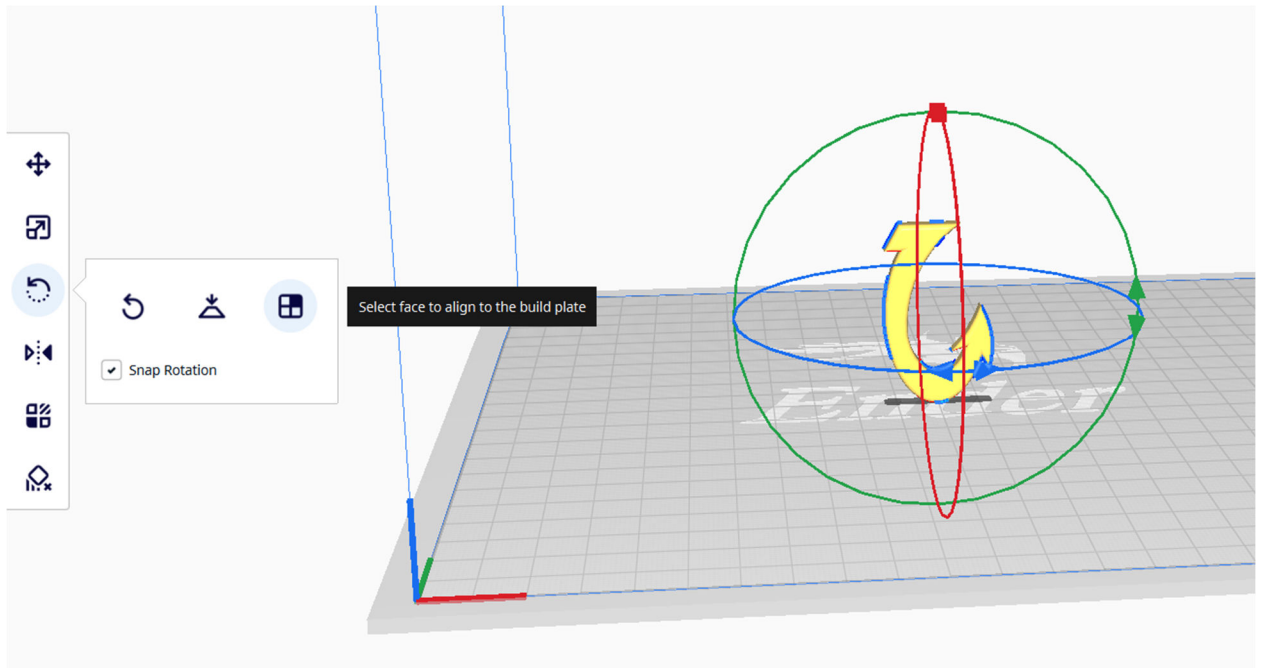 Select face to align to the build plate
Snap Rotation
Ender